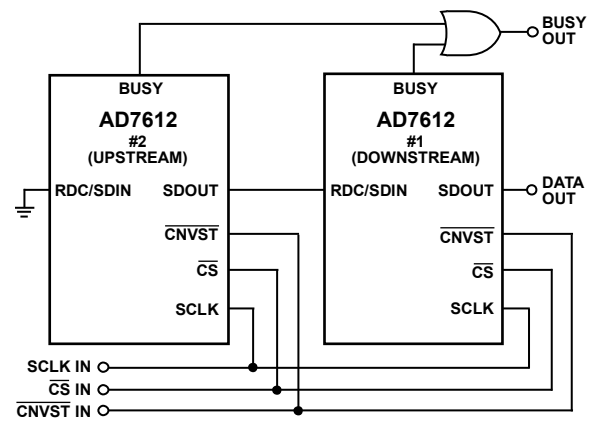 BUSY
OUT
BUSY
AD7612
#2
(UPSTREAM)
RDC/SDIN
SDOUT
CNVST
CS
SCLK
BUSY
AD7612
#1
(DOWNSTREAM)
RDC/SDIN
SDOUT
CNVST
CS
SCLK
DATA
OUT
SCLK IN
CS IN
CNVST IN